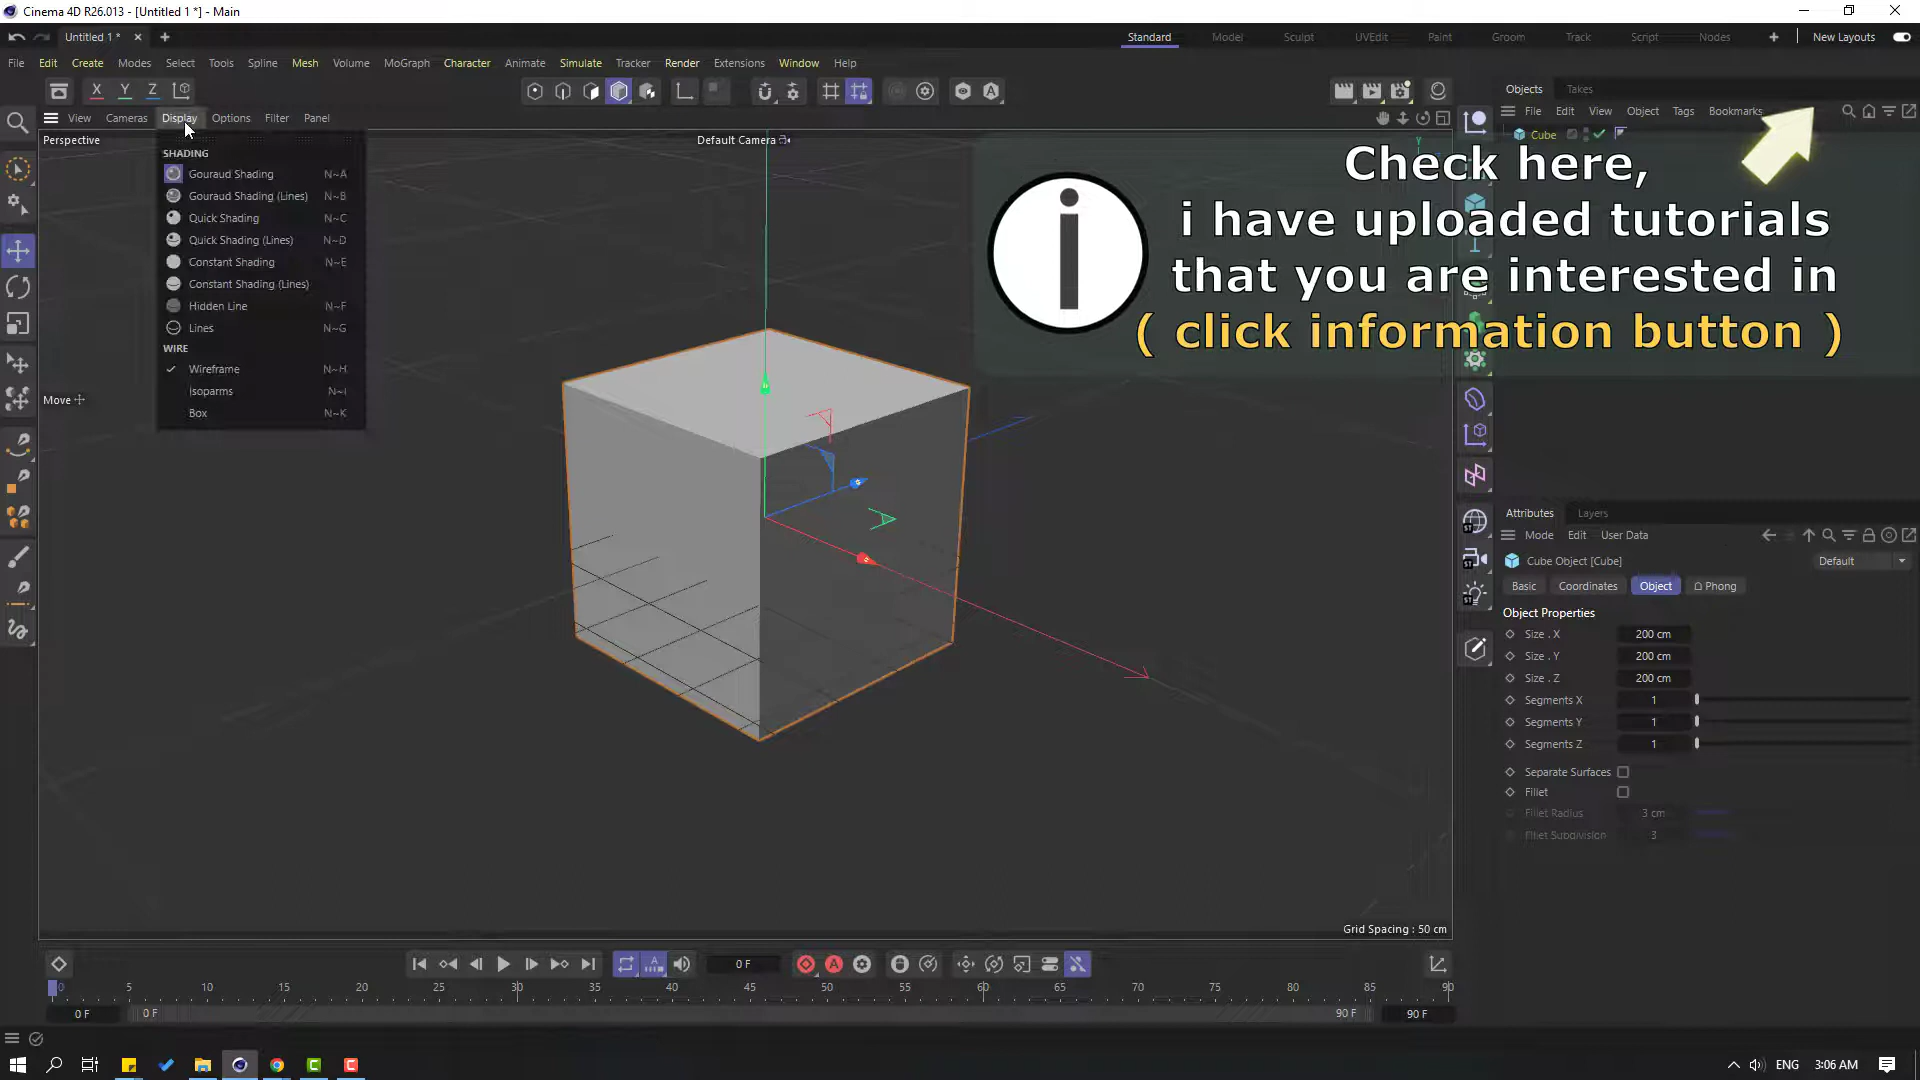 Cinema 4D R26.013 - [Untitled 1 *] - Main
Untitled 1 *
Standard Model Sculpt UVEdit Paint Groom Track Script Nodes New Layouts
File Edit Create Modes Select Tools Spline Mesh Volume MoGraph Character Animate Simulate Tracker Render Extensions Window Help
X Y Z
View Cameras Display Options Filter Panel
Perspective
Default Camera
SHADING
Gouraud Shading N~A
Gouraud Shading (Lines) N~B
Quick Shading N~C
Quick Shading (Lines) N~D
Constant Shading N~E
Constant Shading (Lines) N~F
Hidden Line N~F
Lines N~G
WIRE
Wireframe N~H
Isoparms N~I
Box N~K
Move
Y
Check here,
i have uploaded tutorials
that you are interested in
( click information button )
Objects Takes
File Edit View Object Tags Bookmarks
Cube
Attributes Layers
Mode Edit User Data
Cube Object [Cube]
Default
Basic Coordinates Object Phong
Object Properties
Size . X 200 cm
Size . Y 200 cm
Size . Z 200 cm
Segments X 1
Segments Y 1
Segments Z 1
Separate Surfaces
Fillet
Fillet Radius 3 cm
Fillet Subdivision 3
ST
ST
ST
Grid Spacing : 50 cm
0 F
0 5 10 15 20 25 30 35 40 45 50 55 60 65 70 75 80 85 90
0 F 0 F 90 F 90 F
ENG 3:06 AM